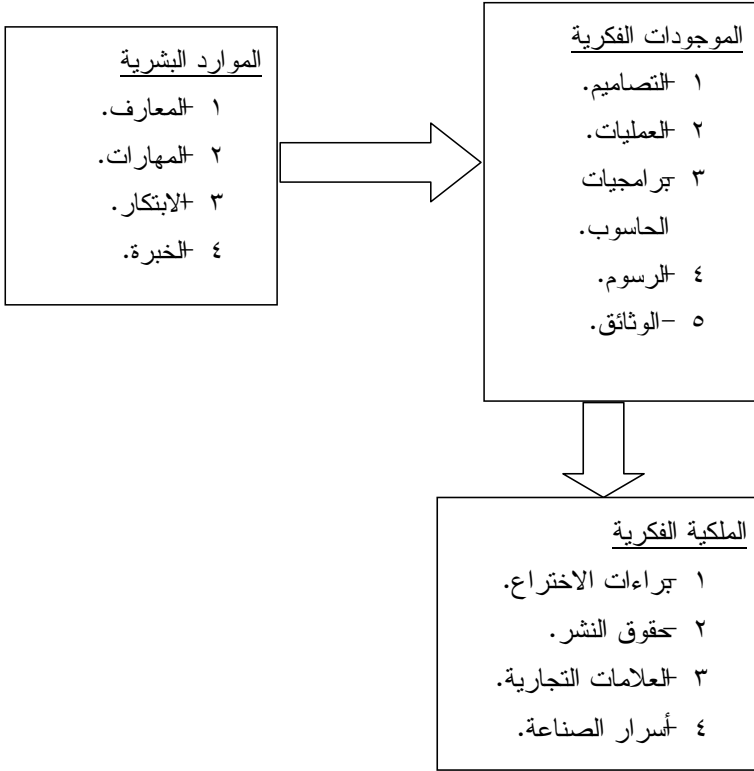 الموارد البشرية
١ -المعارف.
٢ -المهارات.
٣ -الابتكار.
٤ -الخبرة.
الموجودات الفكرية
١ -التصاميم.
٢ -العمليات.
٣ -برامجيات
الحاسوب.
٤ -الرسوم.
٥ -الوثائق.
الملكية الفكرية
١ -براءات الاختراع.
٢ -حقوق النشر.
٣ -العلامات التجارية.
٤ -أسرار الصناعة.